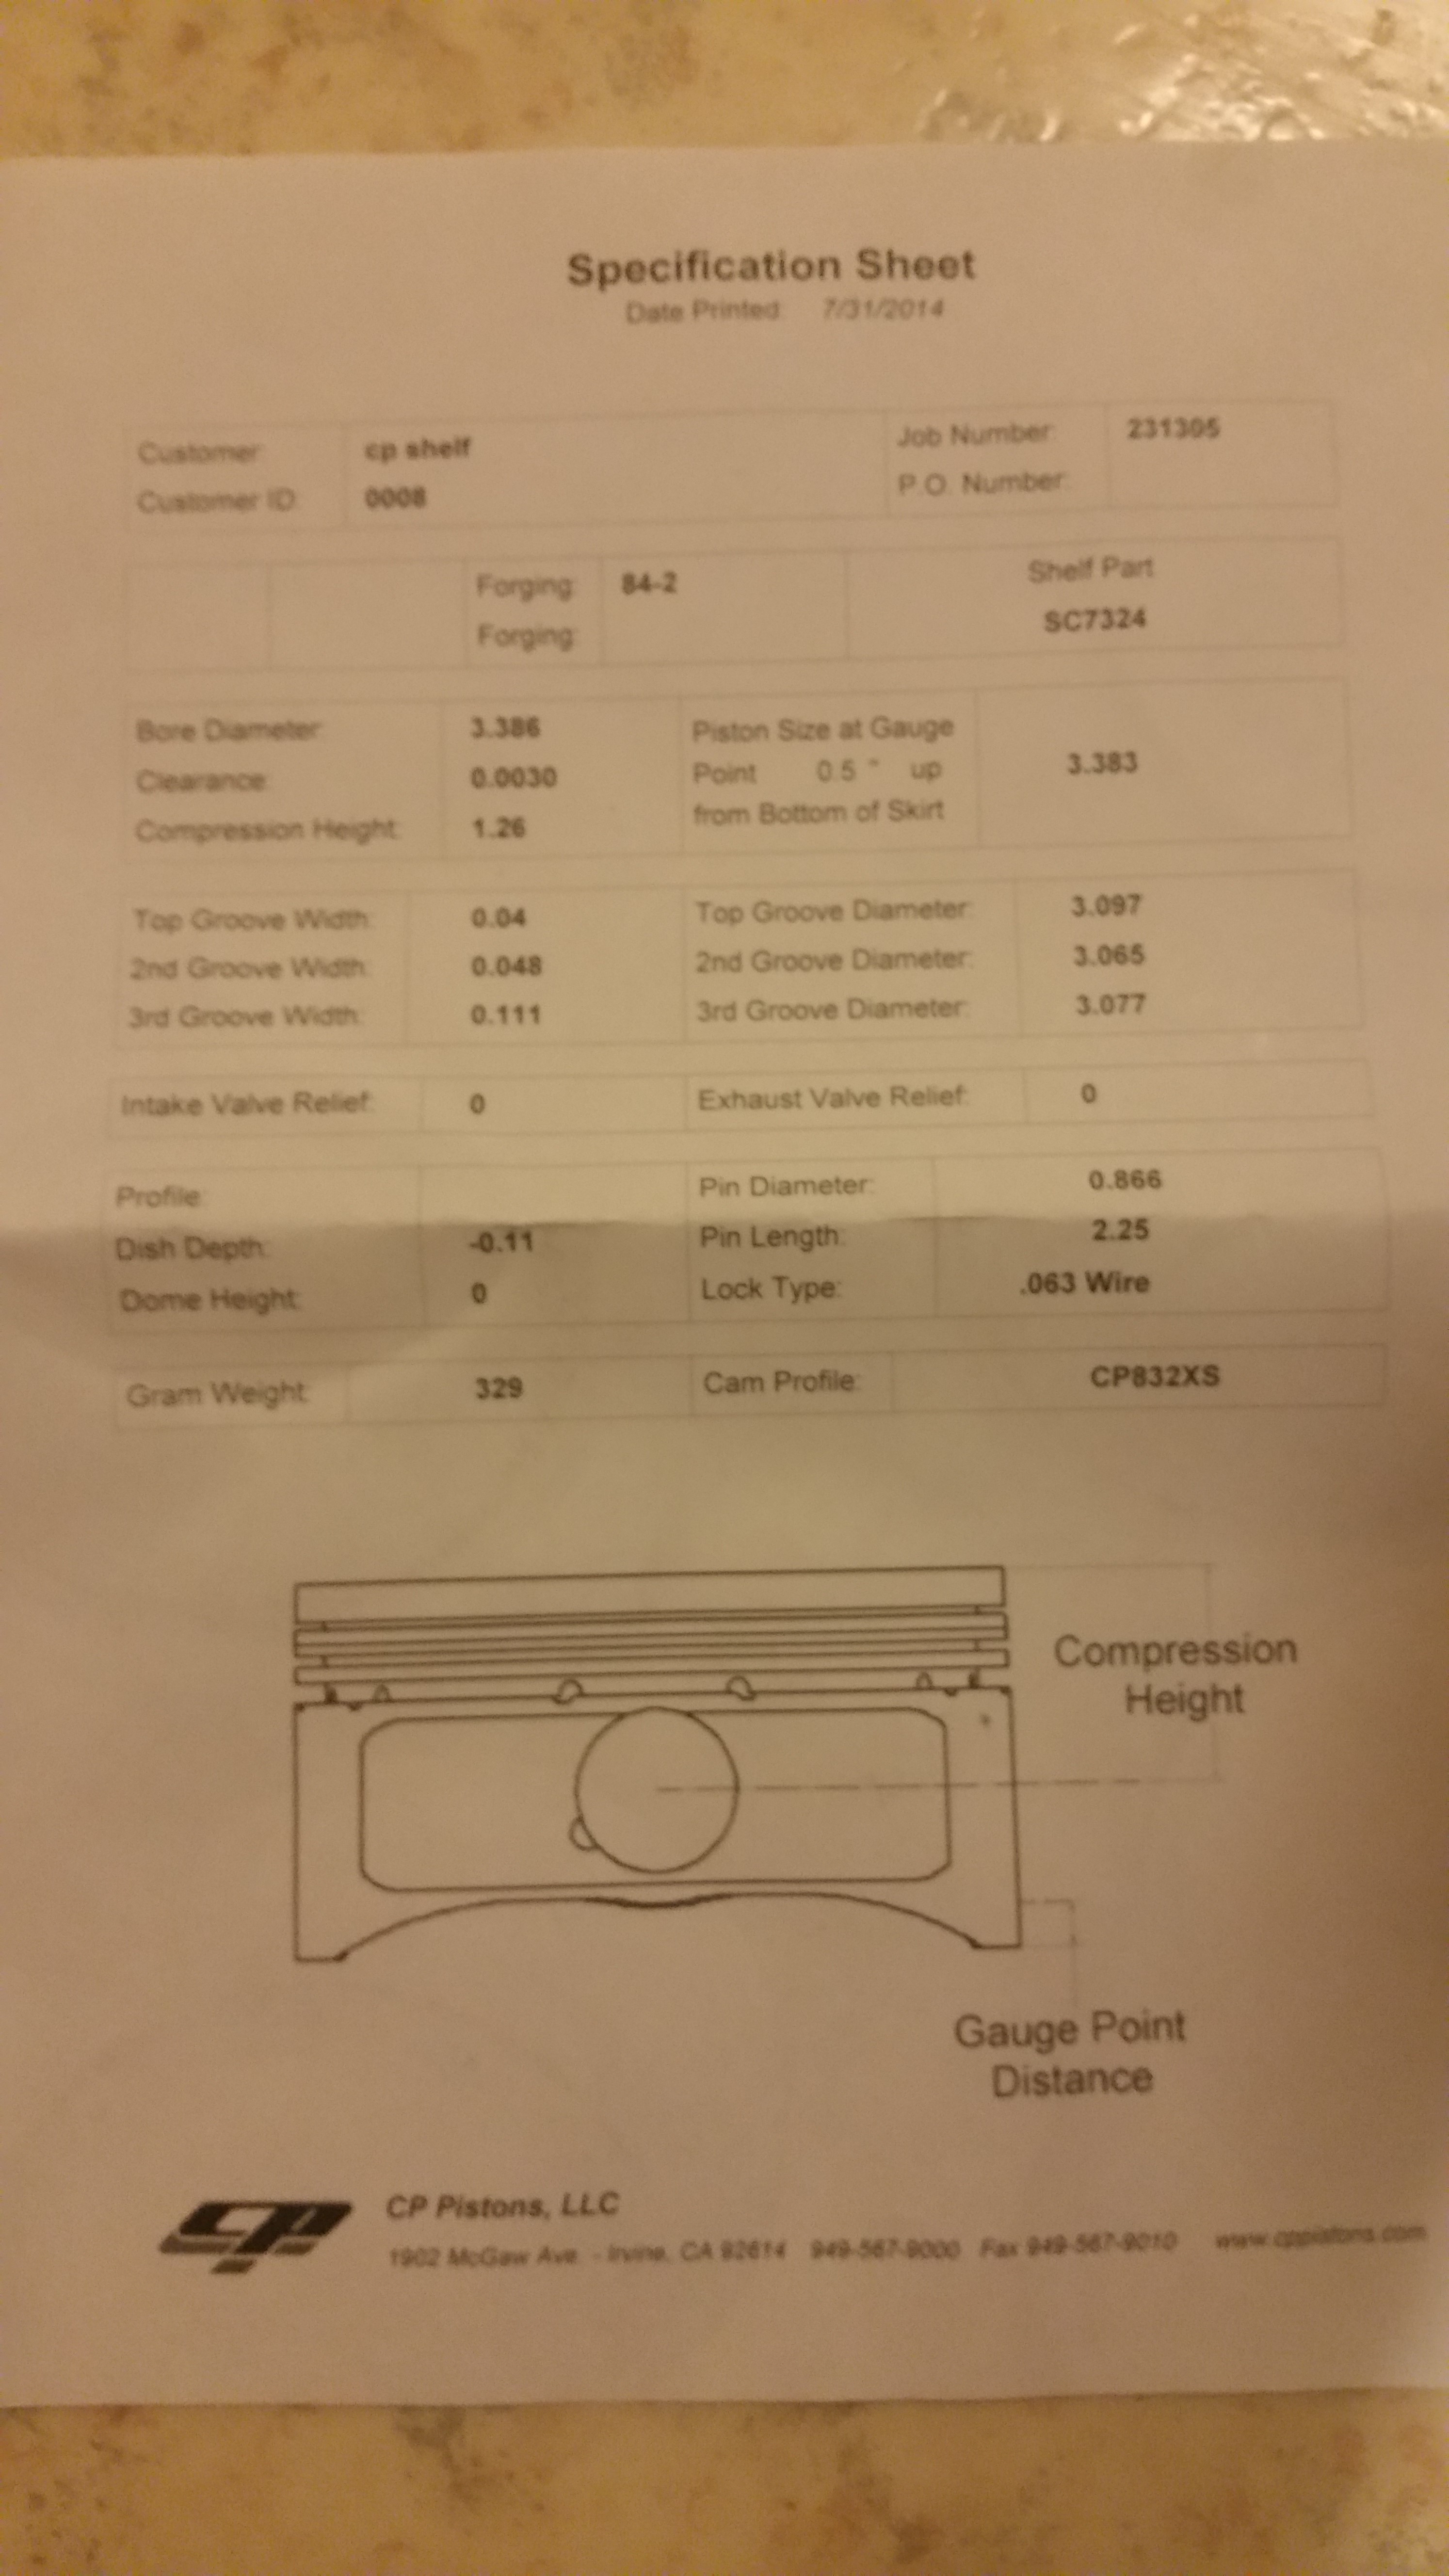 Specification Sheet
Date Printed: 7/31/2014
Customer: cp shelf Job Number: 231305
Customer ID: 0008 P.O. Number:
Forging: 84-2 Shelf Part
Forging: SC7324
Bore Diameter: 3.386 Piston Size at Gauge
Clearance: 0.0030 Point 0.5 " up 3.383
Compression Height: 1.26 from Bottom of Skirt
Top Groove Width: 0.04 Top Groove Diameter: 3.097
2nd Groove Width: 0.048 2nd Groove Diameter: 3.065
3rd Groove Width: 0.111 3rd Groove Diameter: 3.077
Intake Valve Relief: 0 Exhaust Valve Relief: 0
Profile: Pin Diameter: 0.866
Dish Depth: -0.11 Pin Length: 2.25
Dome Height: 0 Lock Type: .063 Wire
Gram Weight: 329 Cam Profile: CP832XS
Compression
Height
Gauge Point
Distance
CP CP Pistons, LLC
1902 McGaw Ave. - Irvine, CA 92614 949-567-9000 Fax 949-567-9010 www.cppistons.com